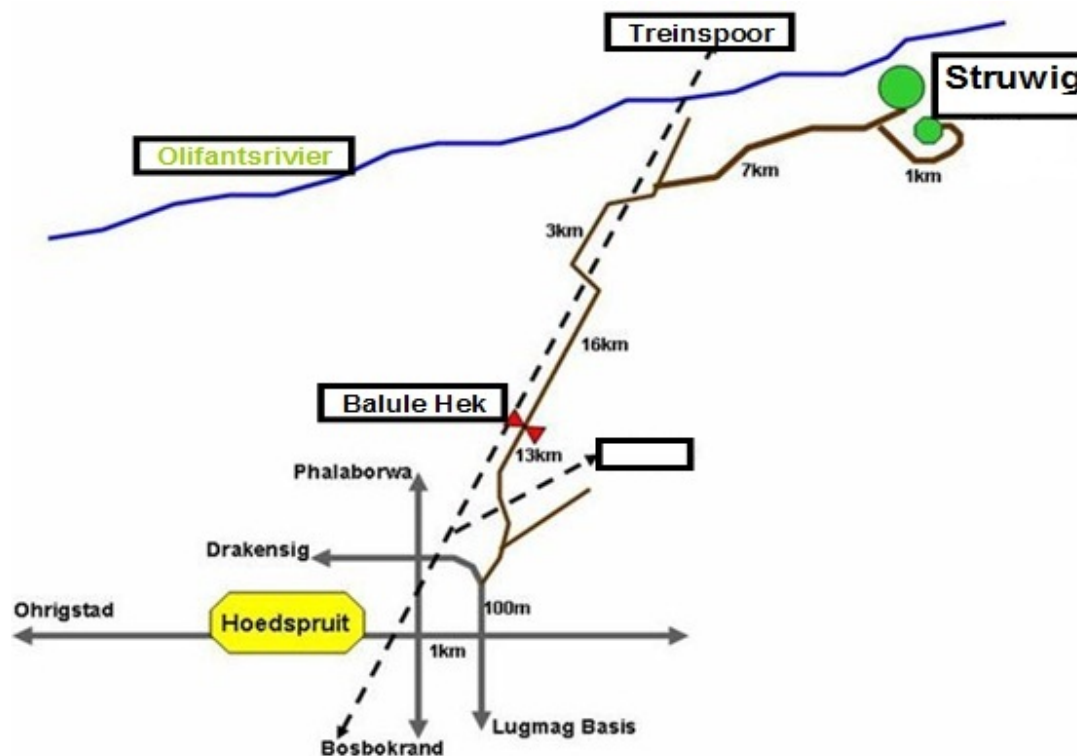 Treinspoor
Struwig
Olifantsrivier
7km
1km
3km
16km
Balule Hek
13km
Phalaborwa
Drakensig
Ohrigstad
Hoedspruit
100m
1km
Lugmag Basis
Bosbokrand